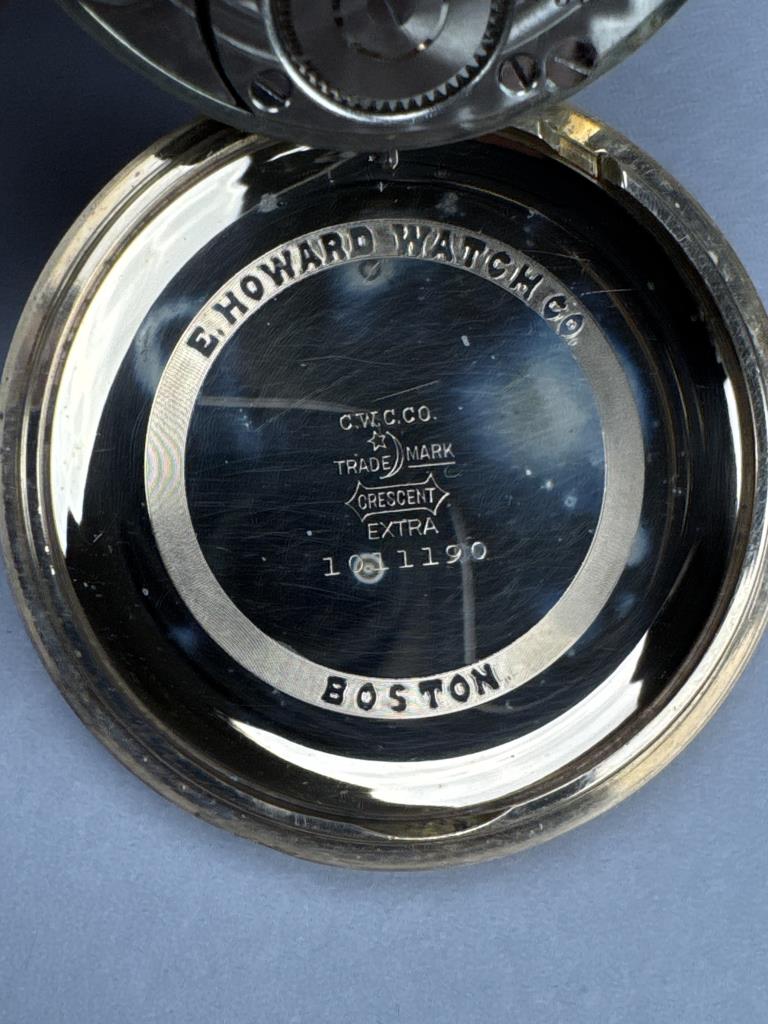 E. HOWARD WATCH CO.
C.W.C.CO.
TRADE MARK
CRESCENT
EXTRA
1011190
BOSTON